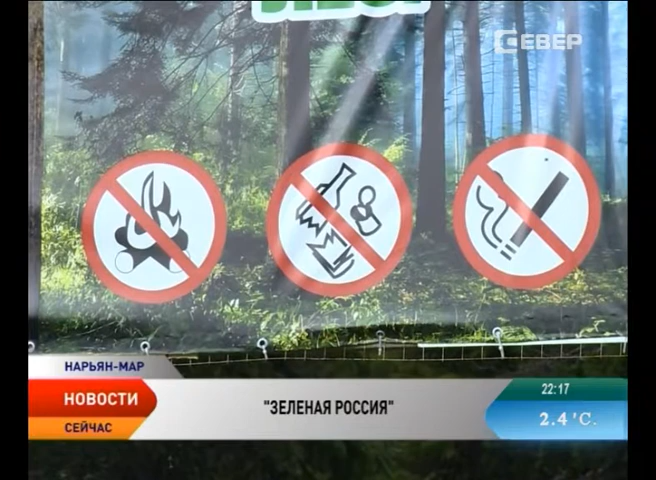 СЕВЕР
НАРЬЯН-МАР
НОВОСТИ
СЕЙЧАС
"ЗЕЛЕНАЯ РОССИЯ"
22:17
2.4°C.